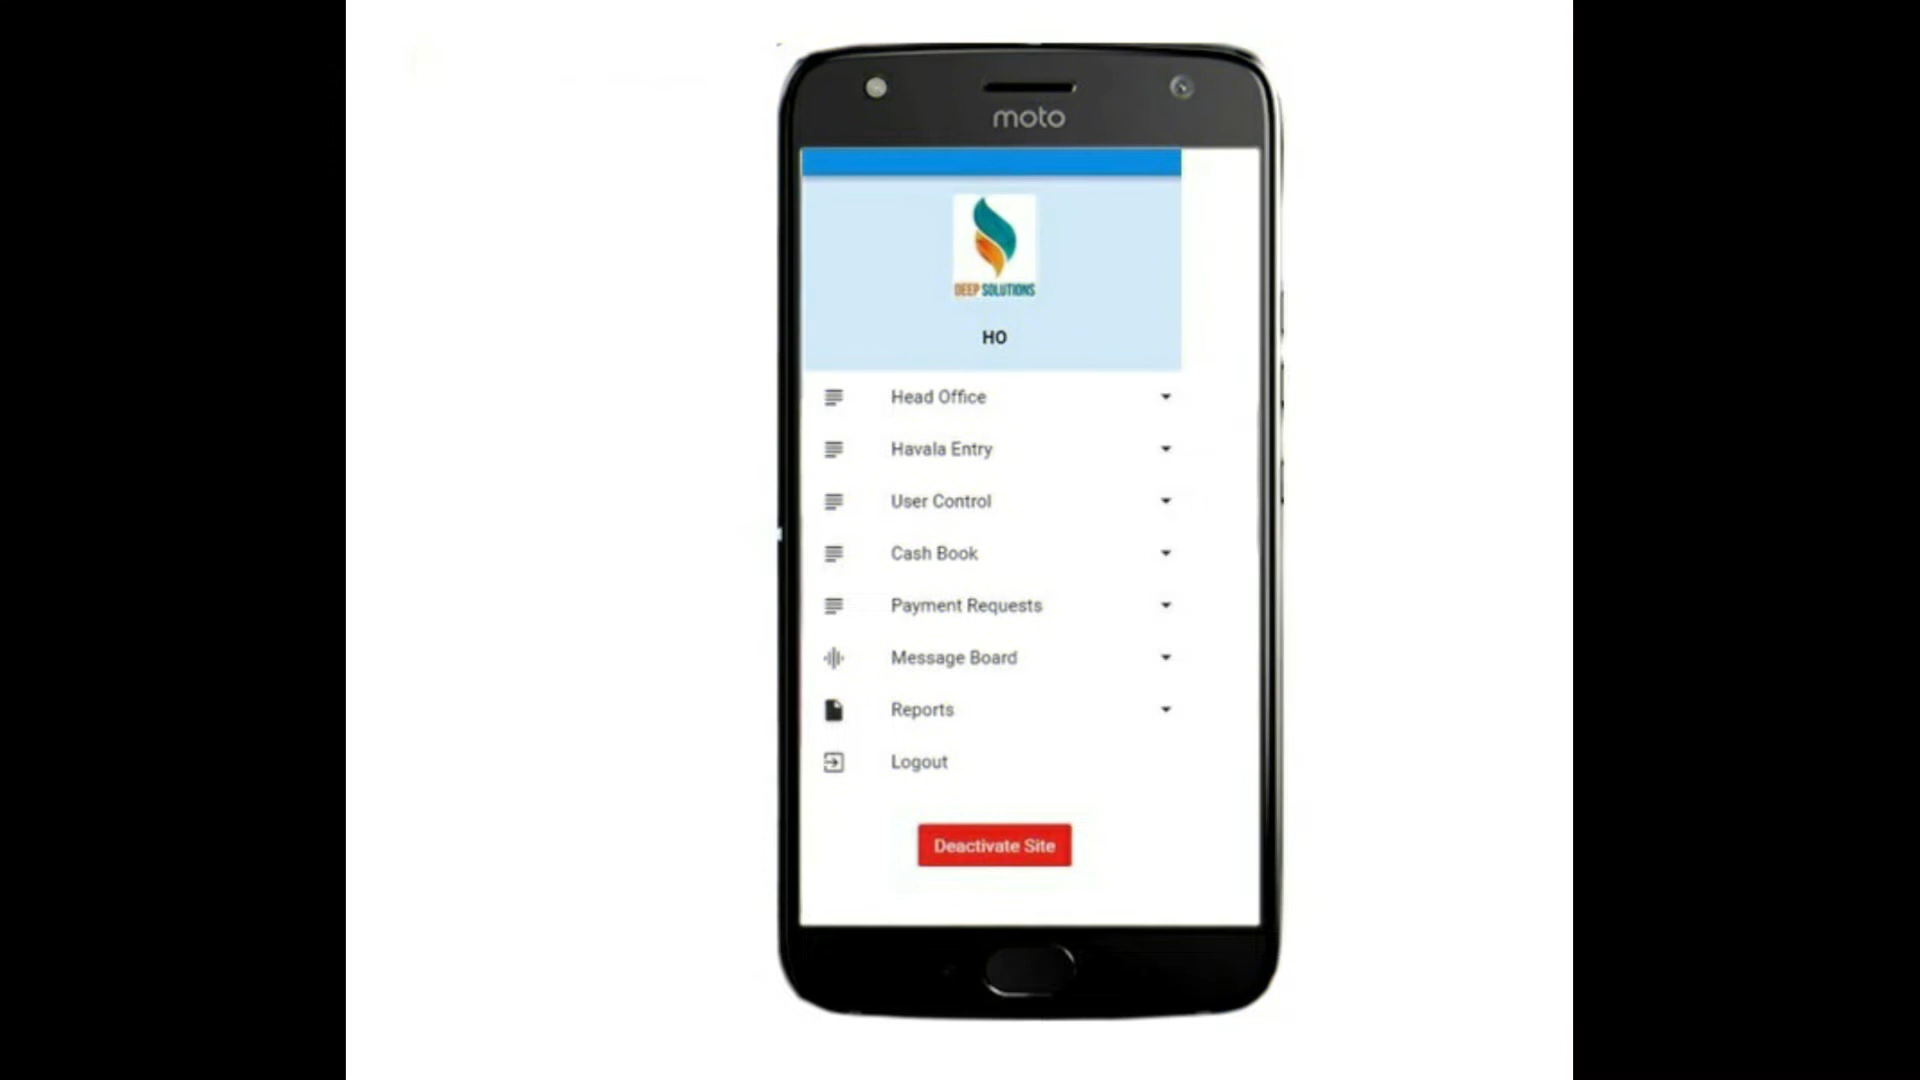 moto
DEEP SOLUTIONS
HO
Head Office
Havala Entry
User Control
Cash Book
Payment Requests
Message Board
Reports
Logout
Deactivate Site